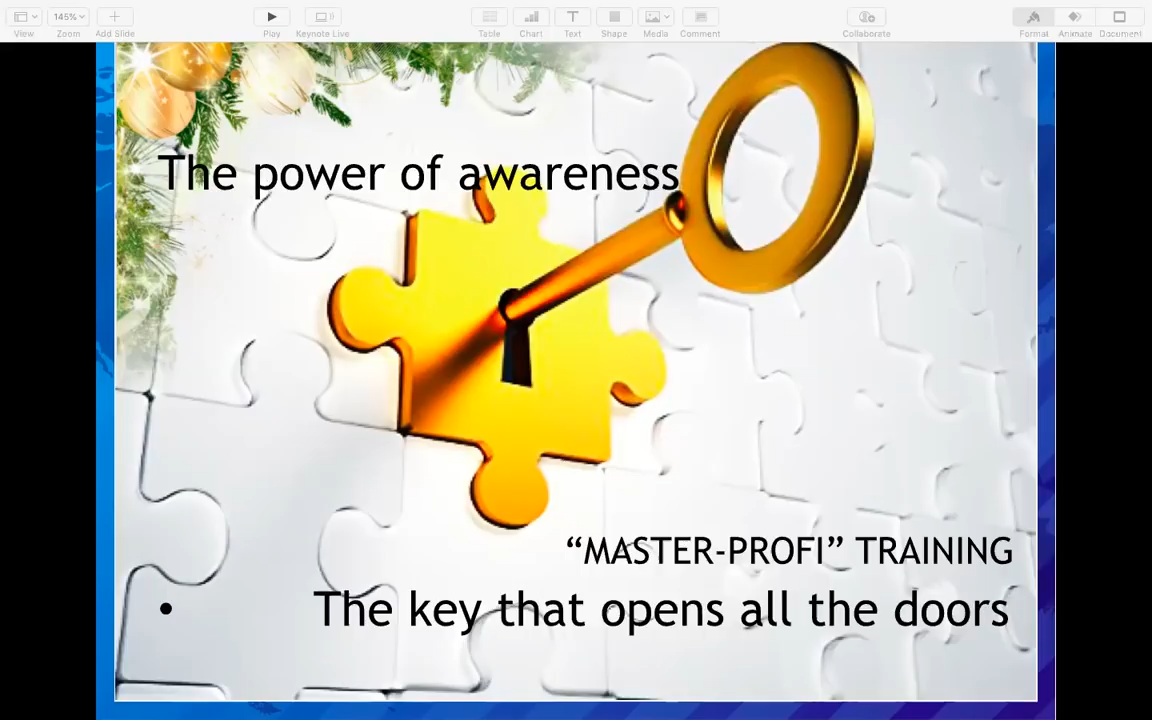 145%
View
Zoom
Add Slide
Play
Keynote Live
Table
Chart
Text
Shape
Media
Comment
Collaborate
Format
Animate
Document
The power of awareness
“MASTER-PROFI” TRAINING
• The key that opens all the doors